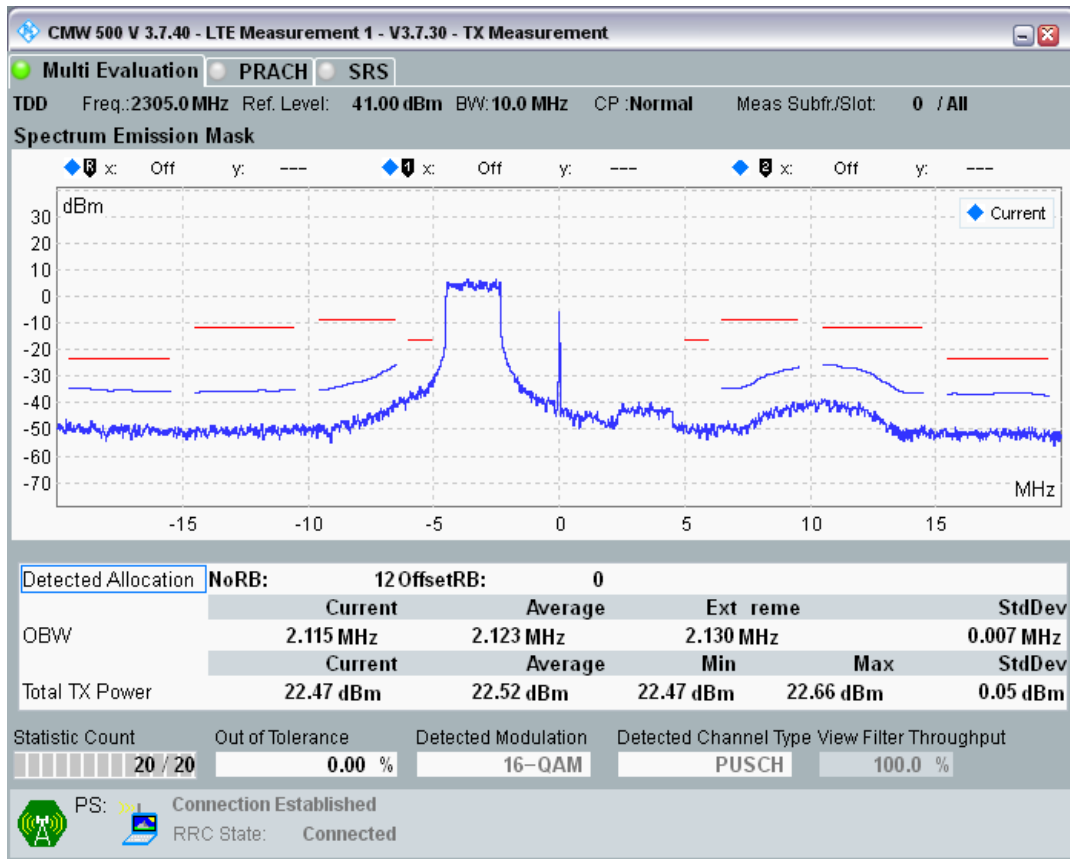 CMW 500 V 3.7.40 - LTE Measurement 1 - V3.7.30 - TX Measurement
Multi Evaluation PRACH SRS
TDD Freq.:2305.0 MHz Ref. Level: 41.00 dBm BW:10.0 MHz CP :Normal Meas Subfr./Slot: 0 / All
Spectrum Emission Mask
R x: Off y: --- 1 x: Off y: --- 2 x: Off y: ---
dBm
Current
30
20
10
0
-10
-20
-30
-40
-50
-60
-70
MHz
-15 -10 -5 0 5 10 15
Detected Allocation NoRB: 12 OffsetRB: 0
Current Average Ext reme StdDev
OBW 2.115 MHz 2.123 MHz 2.130 MHz 0.007 MHz
Current Average Min Max StdDev
Total TX Power 22.47 dBm 22.52 dBm 22.47 dBm 22.66 dBm 0.05 dBm
Statistic Count Out of Tolerance Detected Modulation Detected Channel Type View Filter Throughput
20 / 20 0.00 % 16-QAM PUSCH 100.0 %
PS: Connection Established
RRC State: Connected